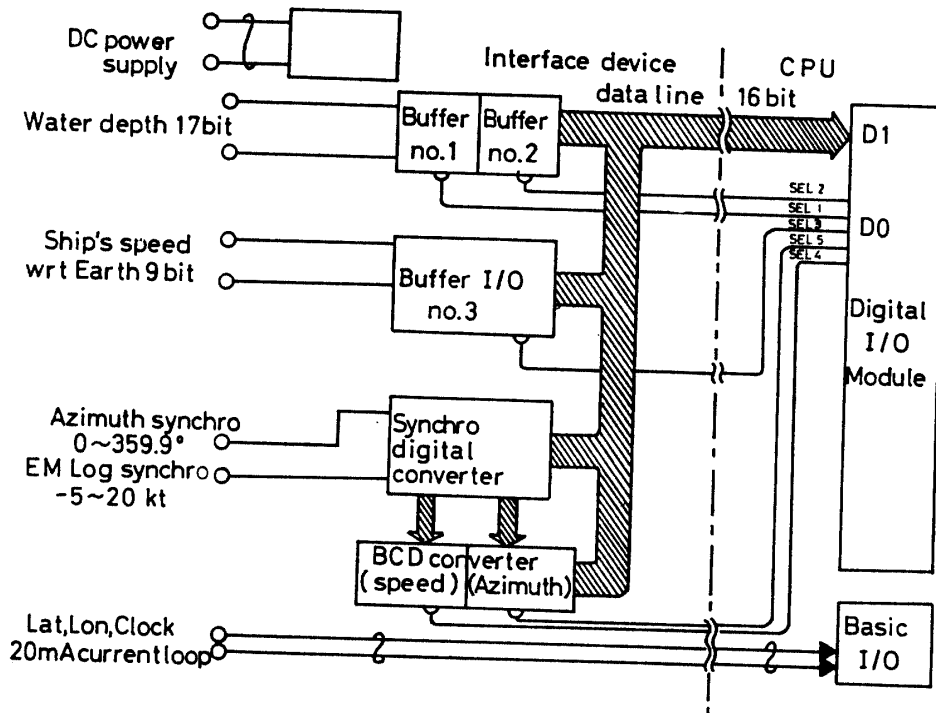 DC power
supply
Interface device
data line
CPU
16 bit
Water depth 17bit
Buffer
no.1
Buffer
no.2
D1
SEL 2
SEL 1
SEL 3
SEL 5
SEL 4
D0
Ship's speed
wrt Earth 9 bit
Buffer I/O
no.3
Digital
I/O
Module
Azimuth synchro
0~359.9°
EM Log synchro
-5~20 kt
Synchro
digital
converter
BCD converter
(speed) (Azimuth)
Lat,Lon,Clock
20mA current loop
Basic
I/O